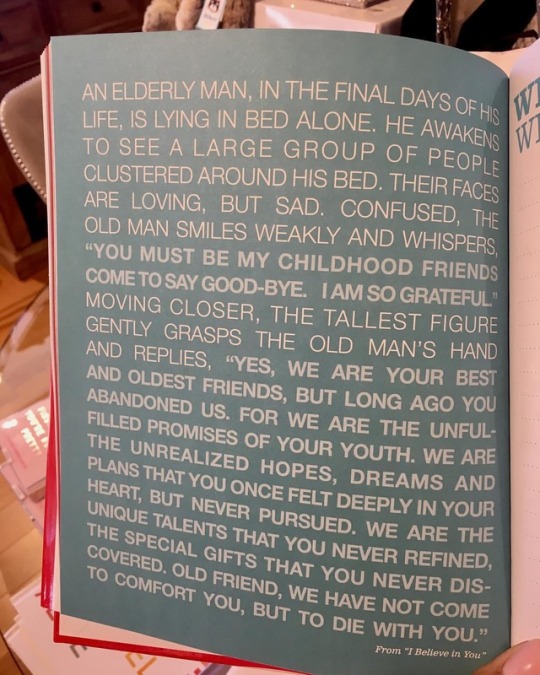 AN ELDERLY MAN, IN THE FINAL DAYS OF HIS
LIFE, IS LYING IN BED ALONE. HE AWAKENS
TO SEE A LARGE GROUP OF PEOPLE
CLUSTERED AROUND HIS BED. THEIR FACES
ARE LOVING, BUT SAD. CONFUSED, THE
OLD MAN SMILES WEAKLY AND WHISPERS,
“YOU MUST BE MY CHILDHOOD FRIENDS
COME TO SAY GOOD-BYE. I AM SO GRATEFUL.”
MOVING CLOSER, THE TALLEST FIGURE
GENTLY GRASPS THE OLD MAN’S HAND
AND REPLIES, “YES, WE ARE YOUR BEST
AND OLDEST FRIENDS, BUT LONG AGO YOU
ABANDONED US. FOR WE ARE THE UNFUL-
FILLED PROMISES OF YOUR YOUTH. WE ARE
THE UNREALIZED HOPES, DREAMS AND
PLANS THAT YOU ONCE FELT DEEPLY IN YOUR
HEART, BUT NEVER PURSUED. WE ARE THE
UNIQUE TALENTS THAT YOU NEVER REFINED,
THE SPECIAL GIFTS THAT YOU NEVER DIS-
COVERED. OLD FRIEND, WE HAVE NOT COME
TO COMFORT YOU, BUT TO DIE WITH YOU.”
From “I Believe in You”